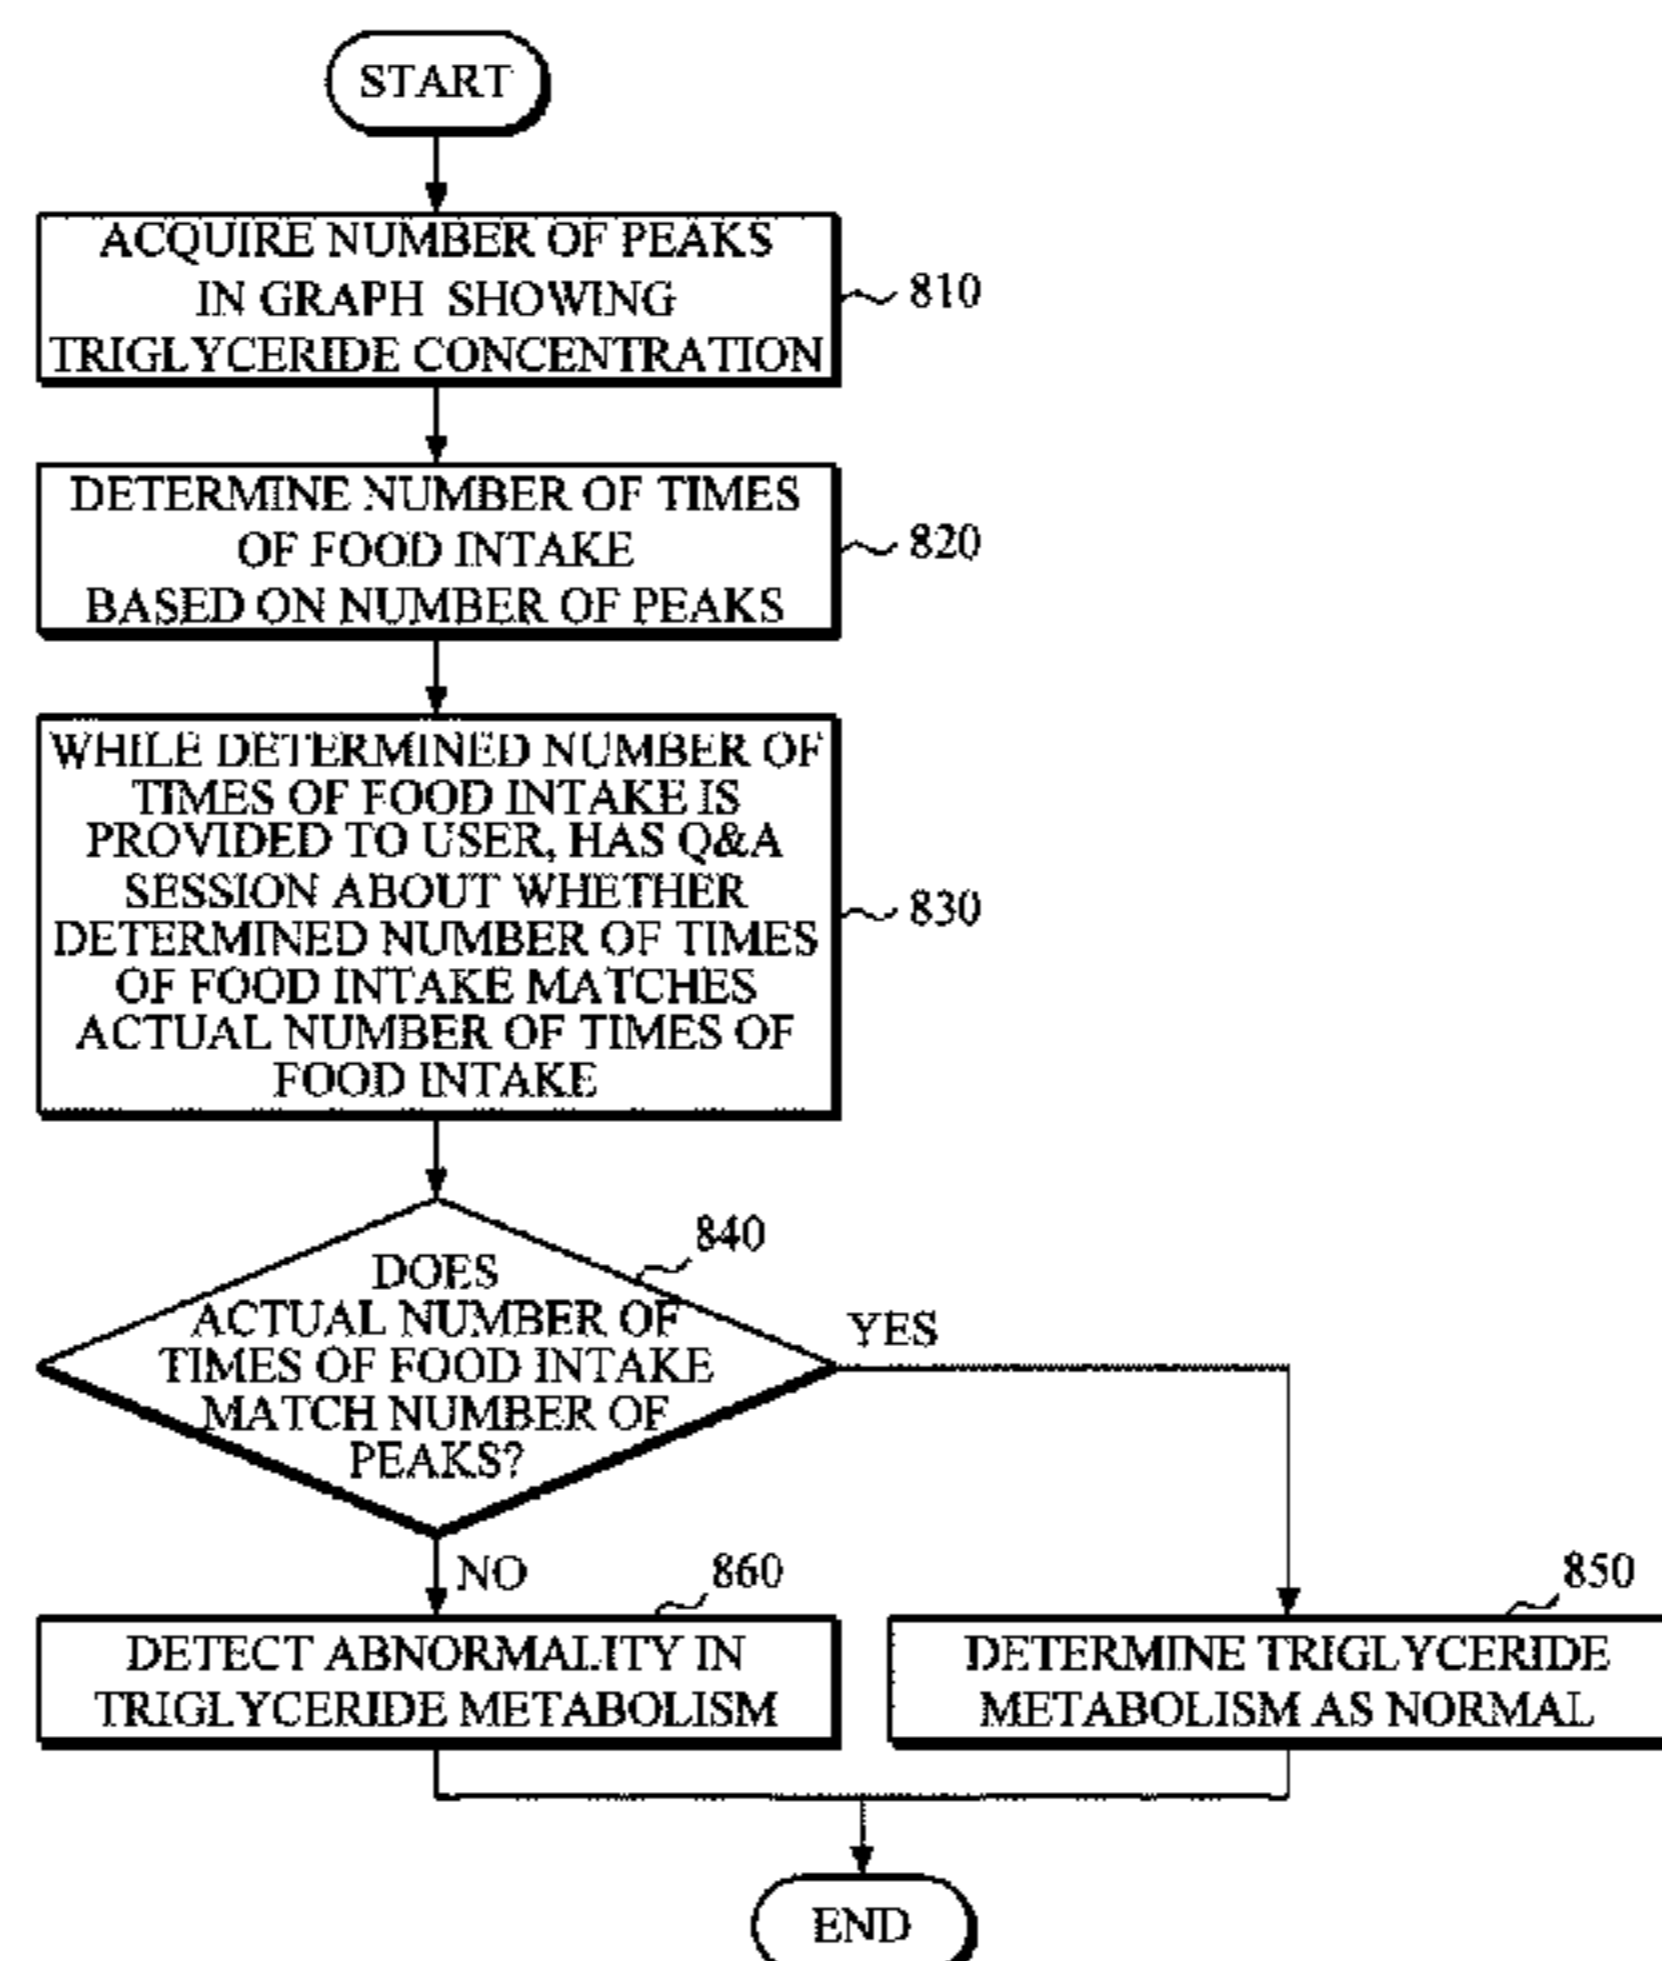 START
ACQUIRE NUMBER OF PEAKS
IN GRAPH SHOWING
TRIGLYCERIDE CONCENTRATION
810
DETERMINE NUMBER OF TIMES
OF FOOD INTAKE
BASED ON NUMBER OF PEAKS
820
WHILE DETERMINED NUMBER OF
TIMES OF FOOD INTAKE IS
PROVIDED TO USER, HAS Q&A
SESSION ABOUT WHETHER
DETERMINED NUMBER OF TIMES
OF FOOD INTAKE MATCHES
ACTUAL NUMBER OF TIMES OF
FOOD INTAKE
830
840
DOES
ACTUAL NUMBER OF
TIMES OF FOOD INTAKE
MATCH NUMBER OF
PEAKS?
YES
NO
860
DETECT ABNORMALITY IN
TRIGLYCERIDE METABOLISM
850
DETERMINE TRIGLYCERIDE
METABOLISM AS NORMAL
END